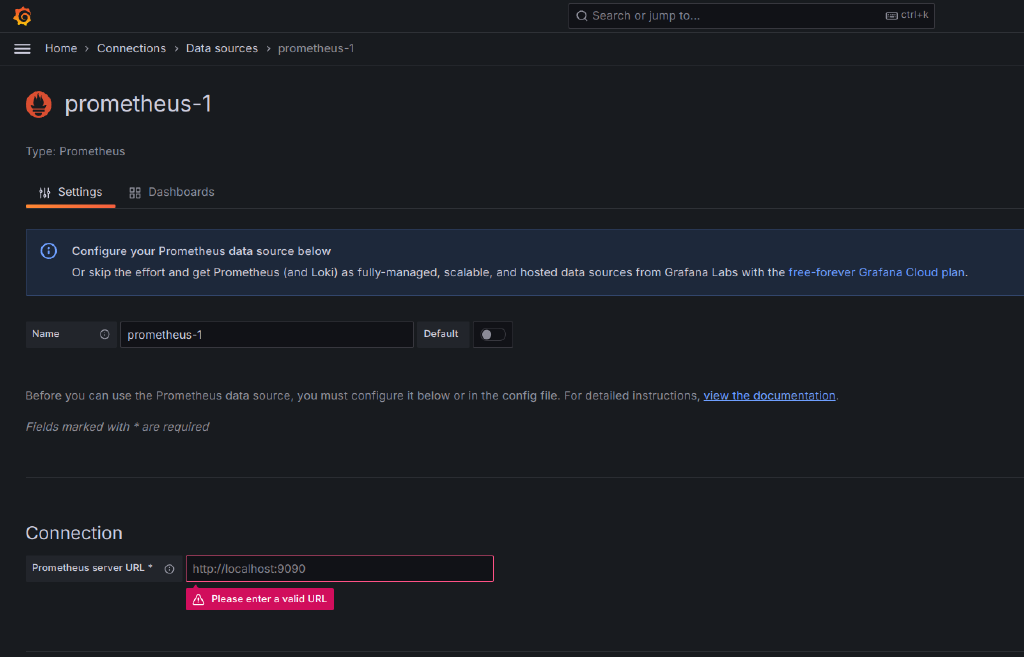 Search or jump to... ctrl+k
Home › Connections › Data sources › prometheus-1
prometheus-1
Type: Prometheus
Settings Dashboards
Configure your Prometheus data source below
Or skip the effort and get Prometheus (and Loki) as fully-managed, scalable, and hosted data sources from Grafana Labs with the free-forever Grafana Cloud plan.
Name prometheus-1 Default
Before you can use the Prometheus data source, you must configure it below or in the config file. For detailed instructions, view the documentation.
Fields marked with * are required
Connection
Prometheus server URL * http://localhost:9090
Please enter a valid URL